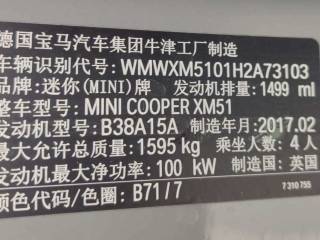 德国宝马汽车集团牛津工厂制造
车辆识别代号: WMWXM5101H2A73103
品牌: 迷你(MINI)牌 发动机排量: 1499 ml
整车型号: MINI COOPER XM51
发动机型号: B38A15A 制造年月: 2017.02
最大允许总质量: 1595 kg 乘坐人数: 4人
发动机最大净功率: 100 kW 制造国: 英国
颜色代码/色圈: B71/7
7 310 755